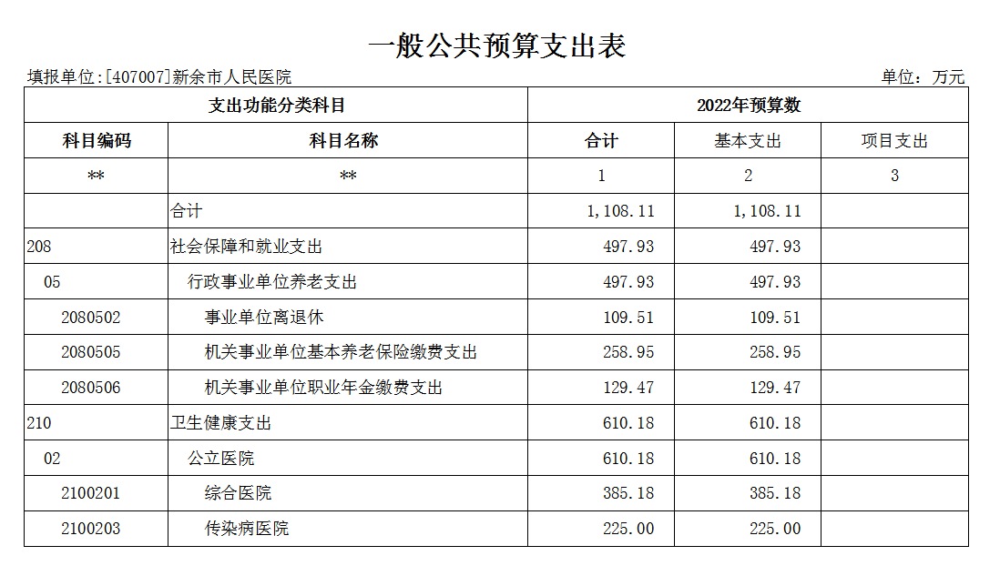 一般公共预算支出表
填报单位:[407007]新余市人民医院 单位：万元
支出功能分类科目 2022年预算数
科目编码 科目名称 合计 基本支出 项目支出
** ** 1 2 3
合计 1,108.11 1,108.11
208 社会保障和就业支出 497.93 497.93
05 行政事业单位养老支出 497.93 497.93
2080502 事业单位离退休 109.51 109.51
2080505 机关事业单位基本养老保险缴费支出 258.95 258.95
2080506 机关事业单位职业年金缴费支出 129.47 129.47
210 卫生健康支出 610.18 610.18
02 公立医院 610.18 610.18
2100201 综合医院 385.18 385.18
2100203 传染病医院 225.00 225.00